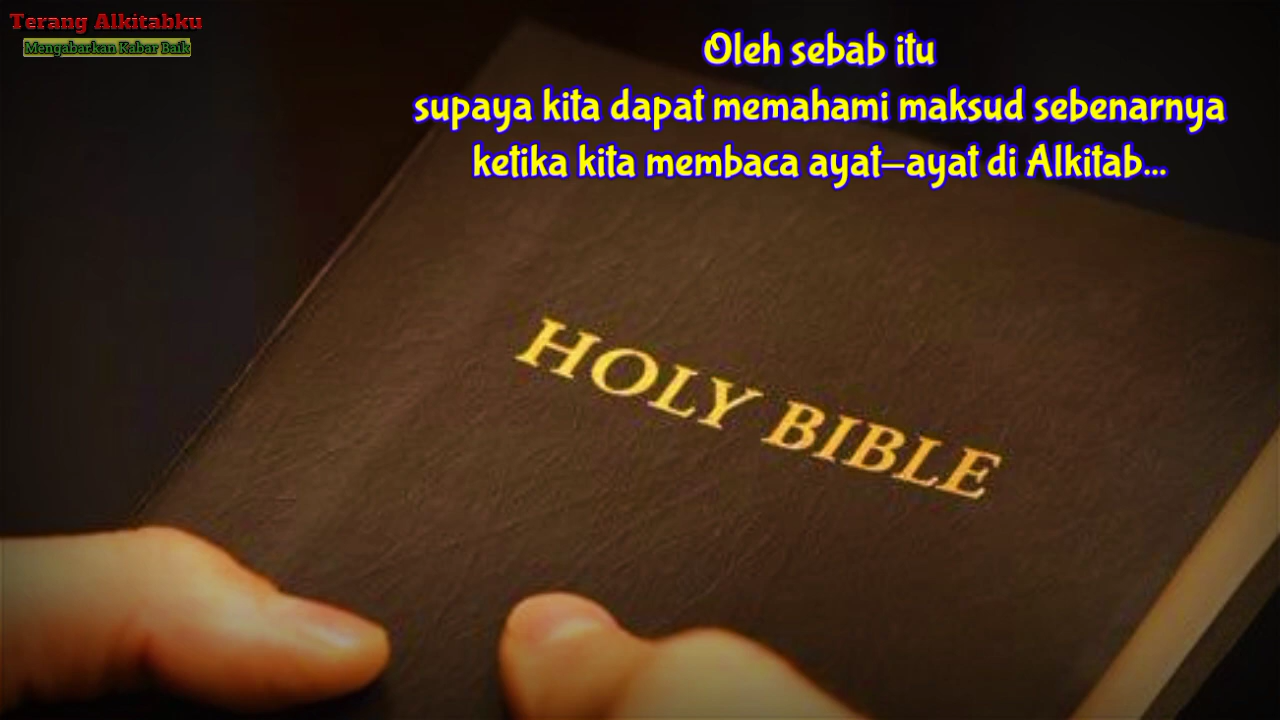 Terang Alkitabku
Mengabarkan Kabar Baik
Oleh sebab itu
supaya kita dapat memahami maksud sebenarnya
ketika kita membaca ayat-ayat di Alkitab...
HOLY BIBLE